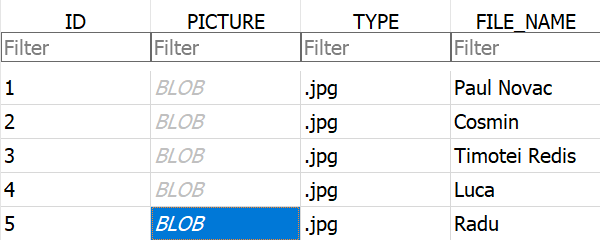 ID PICTURE TYPE FILE_NAME
Filter Filter Filter Filter
1 BLOB .jpg Paul Novac
2 BLOB .jpg Cosmin
3 BLOB .jpg Timotei Redis
4 BLOB .jpg Luca
5 BLOB .jpg Radu